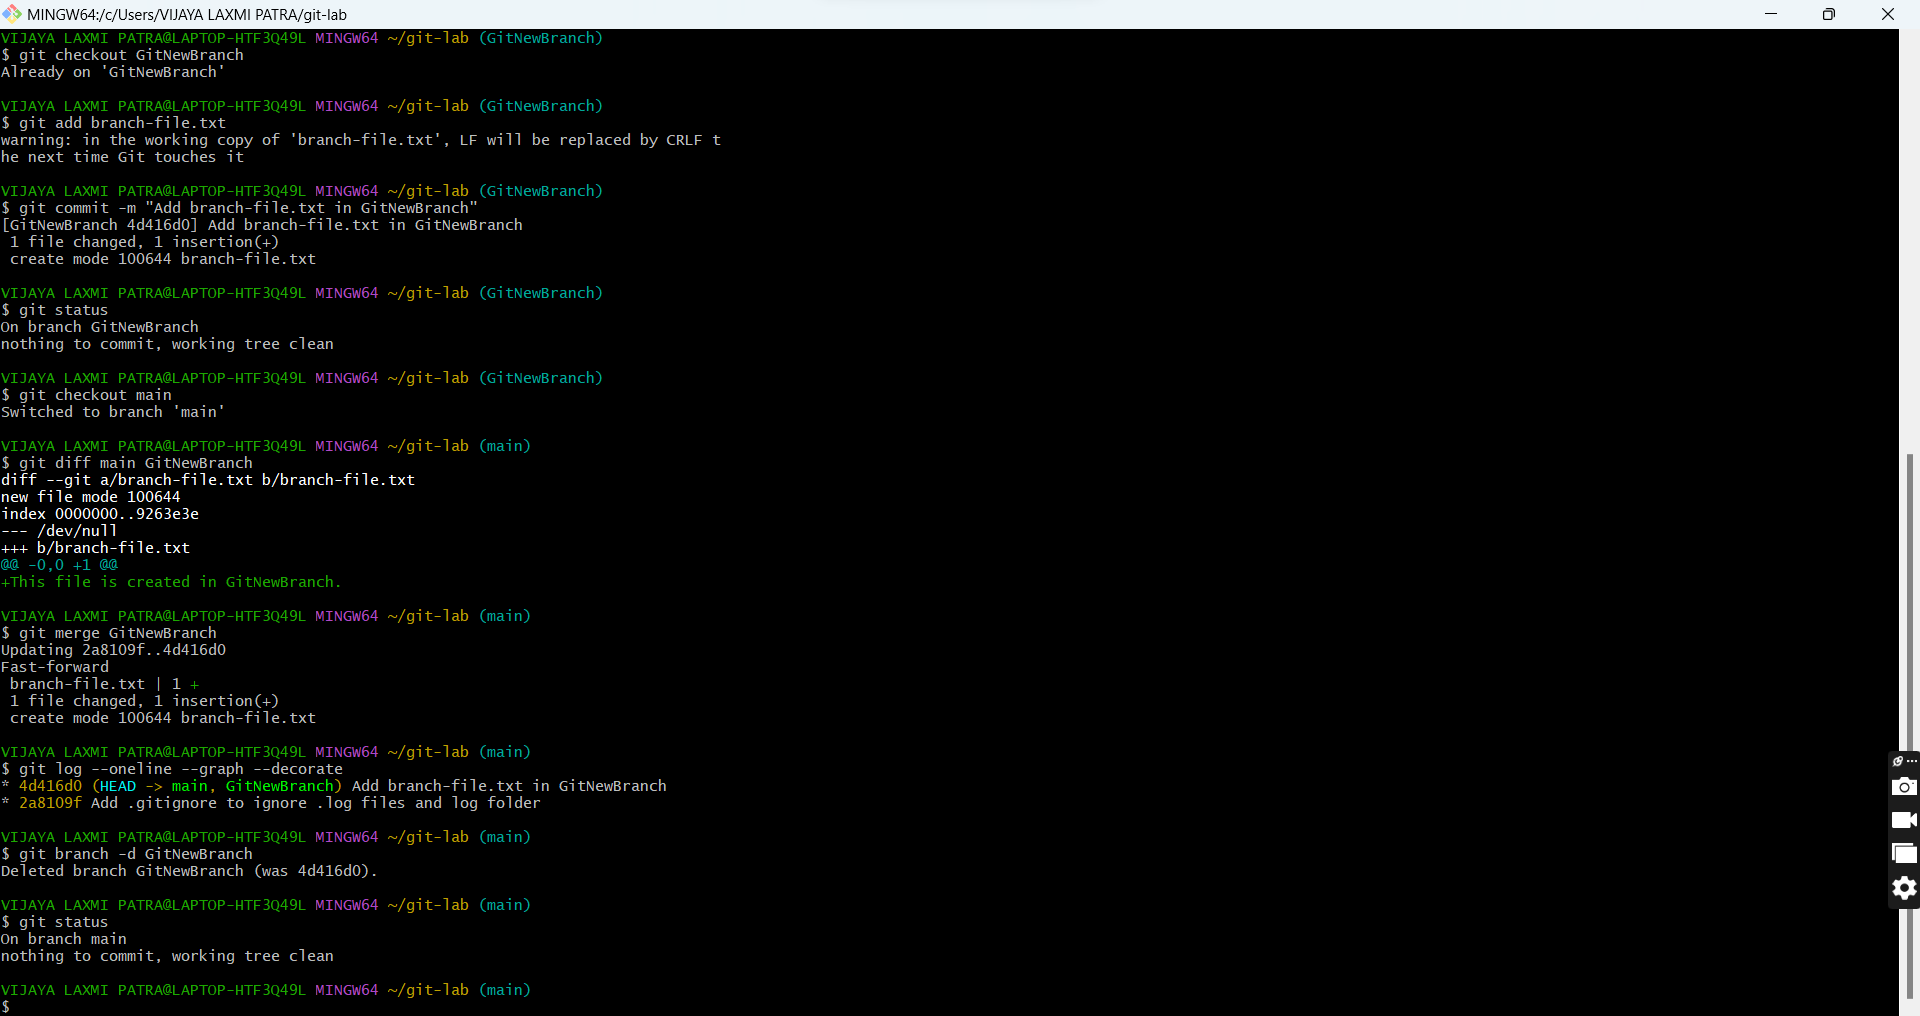 MINGW64:/c/Users/VIJAYA LAXMI PATRA/git-lab
VIJAYA LAXMI PATRA@LAPTOP-HTF3Q49L MINGW64 ~/git-lab (GitNewBranch)
$ git checkout GitNewBranch
Already on 'GitNewBranch'

VIJAYA LAXMI PATRA@LAPTOP-HTF3Q49L MINGW64 ~/git-lab (GitNewBranch)
$ git add branch-file.txt
warning: in the working copy of 'branch-file.txt', LF will be replaced by CRLF t
he next time Git touches it

VIJAYA LAXMI PATRA@LAPTOP-HTF3Q49L MINGW64 ~/git-lab (GitNewBranch)
$ git commit -m "Add branch-file.txt in GitNewBranch"
[GitNewBranch 4d416d0] Add branch-file.txt in GitNewBranch
 1 file changed, 1 insertion(+)
 create mode 100644 branch-file.txt

VIJAYA LAXMI PATRA@LAPTOP-HTF3Q49L MINGW64 ~/git-lab (GitNewBranch)
$ git status
On branch GitNewBranch
nothing to commit, working tree clean

VIJAYA LAXMI PATRA@LAPTOP-HTF3Q49L MINGW64 ~/git-lab (GitNewBranch)
$ git checkout main
Switched to branch 'main'

VIJAYA LAXMI PATRA@LAPTOP-HTF3Q49L MINGW64 ~/git-lab (main)
$ git diff main GitNewBranch
diff --git a/branch-file.txt b/branch-file.txt
new file mode 100644
index 0000000..9263e3e
--- /dev/null
+++ b/branch-file.txt
@@ -0,0 +1 @@
+This file is created in GitNewBranch.

VIJAYA LAXMI PATRA@LAPTOP-HTF3Q49L MINGW64 ~/git-lab (main)
$ git merge GitNewBranch
Updating 2a8109f..4d416d0
Fast-forward
 branch-file.txt | 1 +
 1 file changed, 1 insertion(+)
 create mode 100644 branch-file.txt

VIJAYA LAXMI PATRA@LAPTOP-HTF3Q49L MINGW64 ~/git-lab (main)
$ git log --oneline --graph --decorate
* 4d416d0 (HEAD -> main, GitNewBranch) Add branch-file.txt in GitNewBranch
* 2a8109f Add .gitignore to ignore .log files and log folder

VIJAYA LAXMI PATRA@LAPTOP-HTF3Q49L MINGW64 ~/git-lab (main)
$ git branch -d GitNewBranch
Deleted branch GitNewBranch (was 4d416d0).

VIJAYA LAXMI PATRA@LAPTOP-HTF3Q49L MINGW64 ~/git-lab (main)
$ git status
On branch main
nothing to commit, working tree clean

VIJAYA LAXMI PATRA@LAPTOP-HTF3Q49L MINGW64 ~/git-lab (main)
$